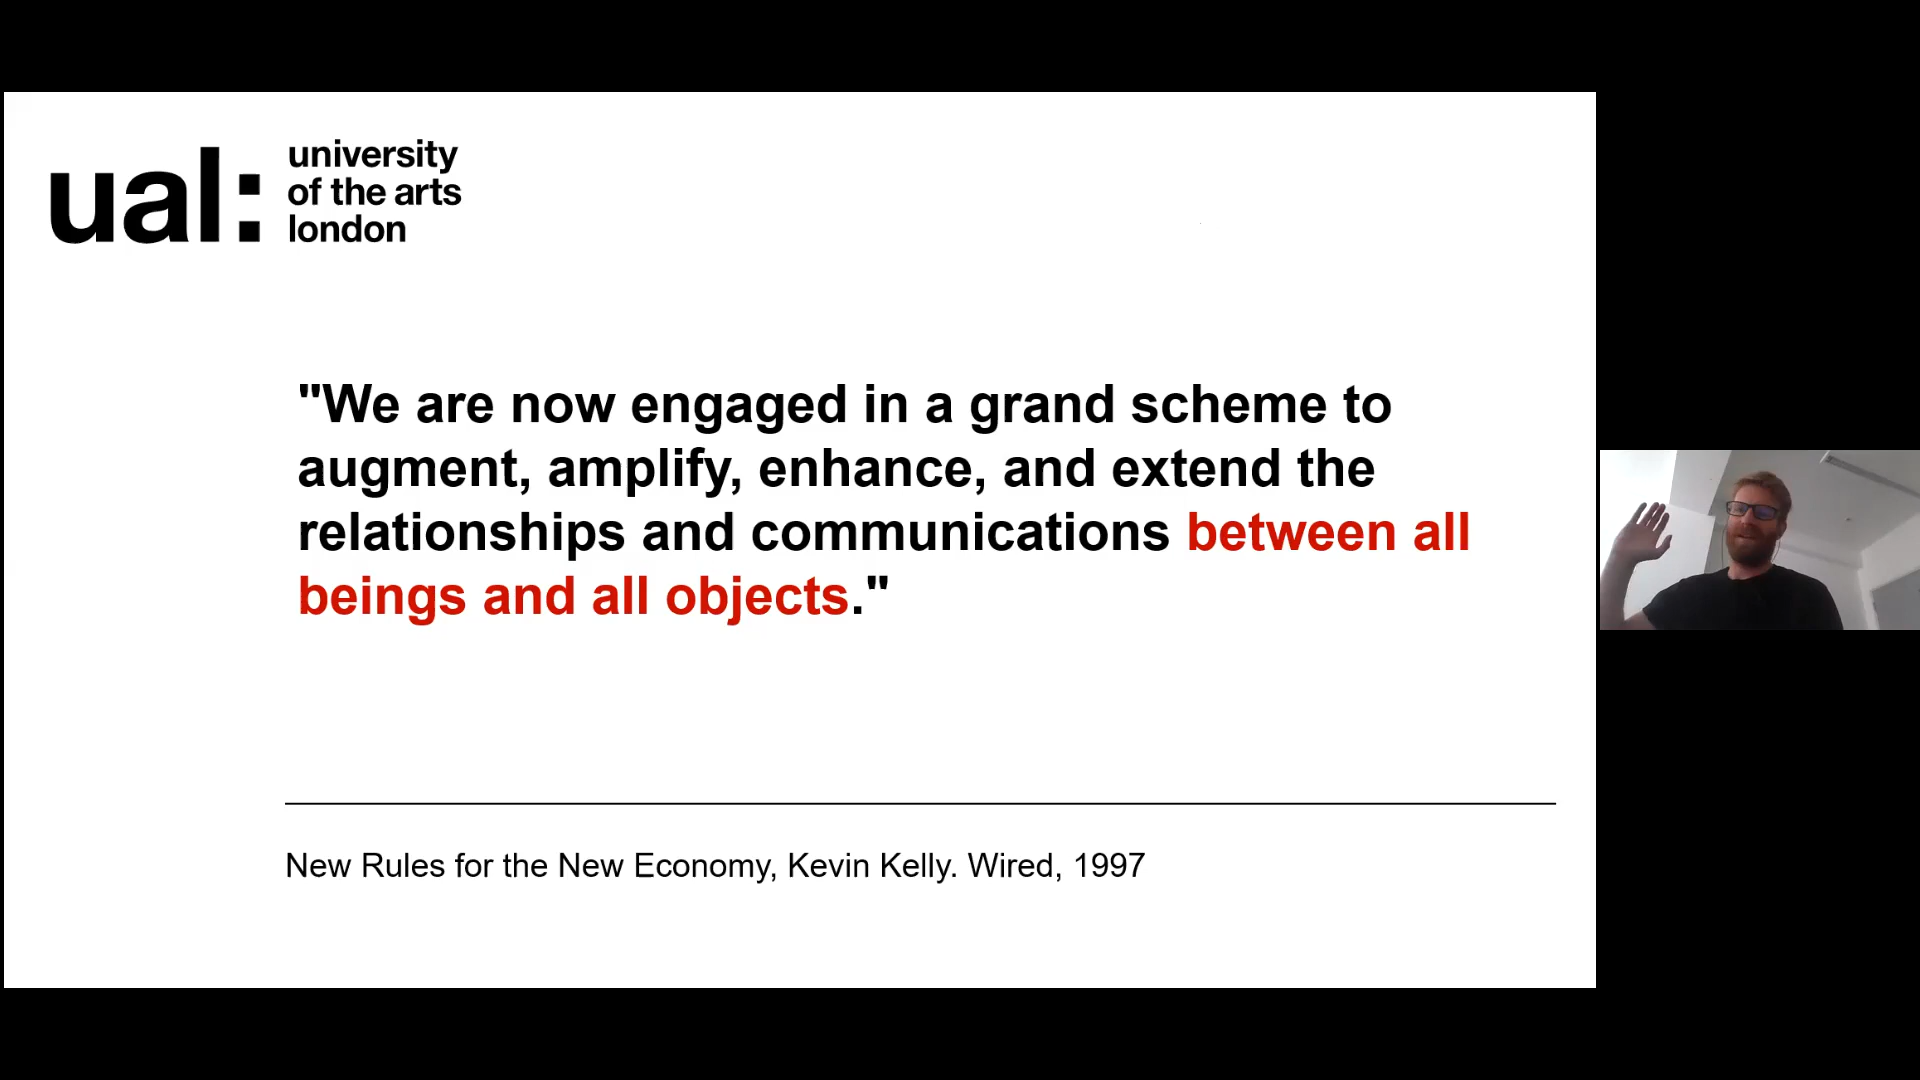 ual:
university
of the arts
london
"We are now engaged in a grand scheme to
augment, amplify, enhance, and extend the
relationships and communications between all
beings and all objects."
New Rules for the New Economy, Kevin Kelly. Wired, 1997